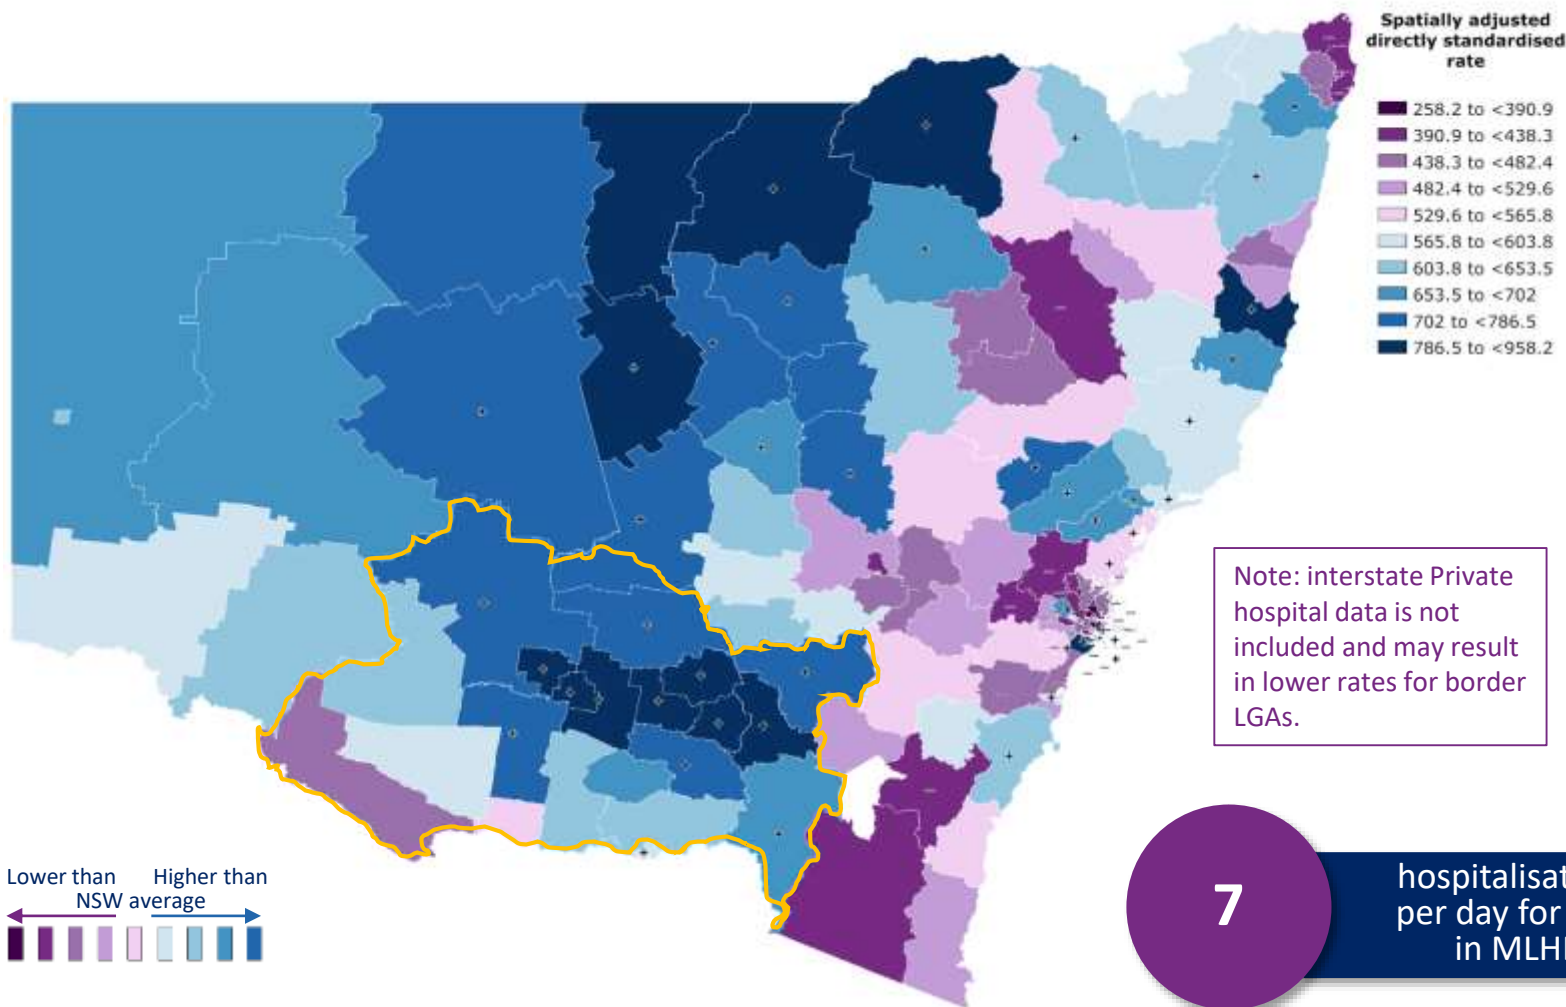 Spatially adjusted
directly standardised
rate
258.2 to <390.9
390.9 to <438.3
438.3 to <482.4
482.4 to <529.6
529.6 to <565.8
565.8 to <603.8
603.8 to <653.5
653.5 to <702
702 to <786.5
786.5 to <958.2
Note: interstate Private
hospital data is not
included and may result
in lower rates for border
LGAs.
Lower than Higher than
NSW average
7
hospitalisat
per day for
in MLH